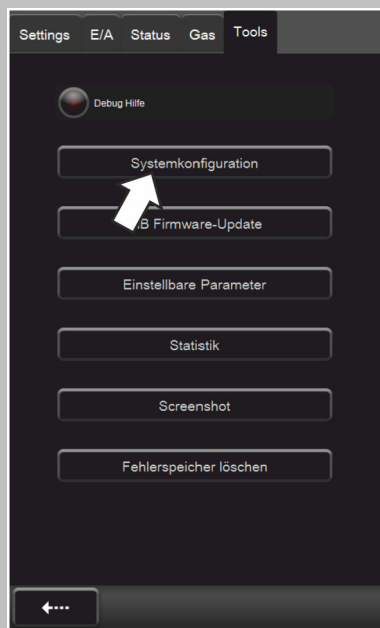 Settings E/A Status Gas Tools
Debug Hilfe
Systemkonfiguration
B Firmware-Update
Einstellbare Parameter
Statistik
Screenshot
Fehlerspeicher löschen